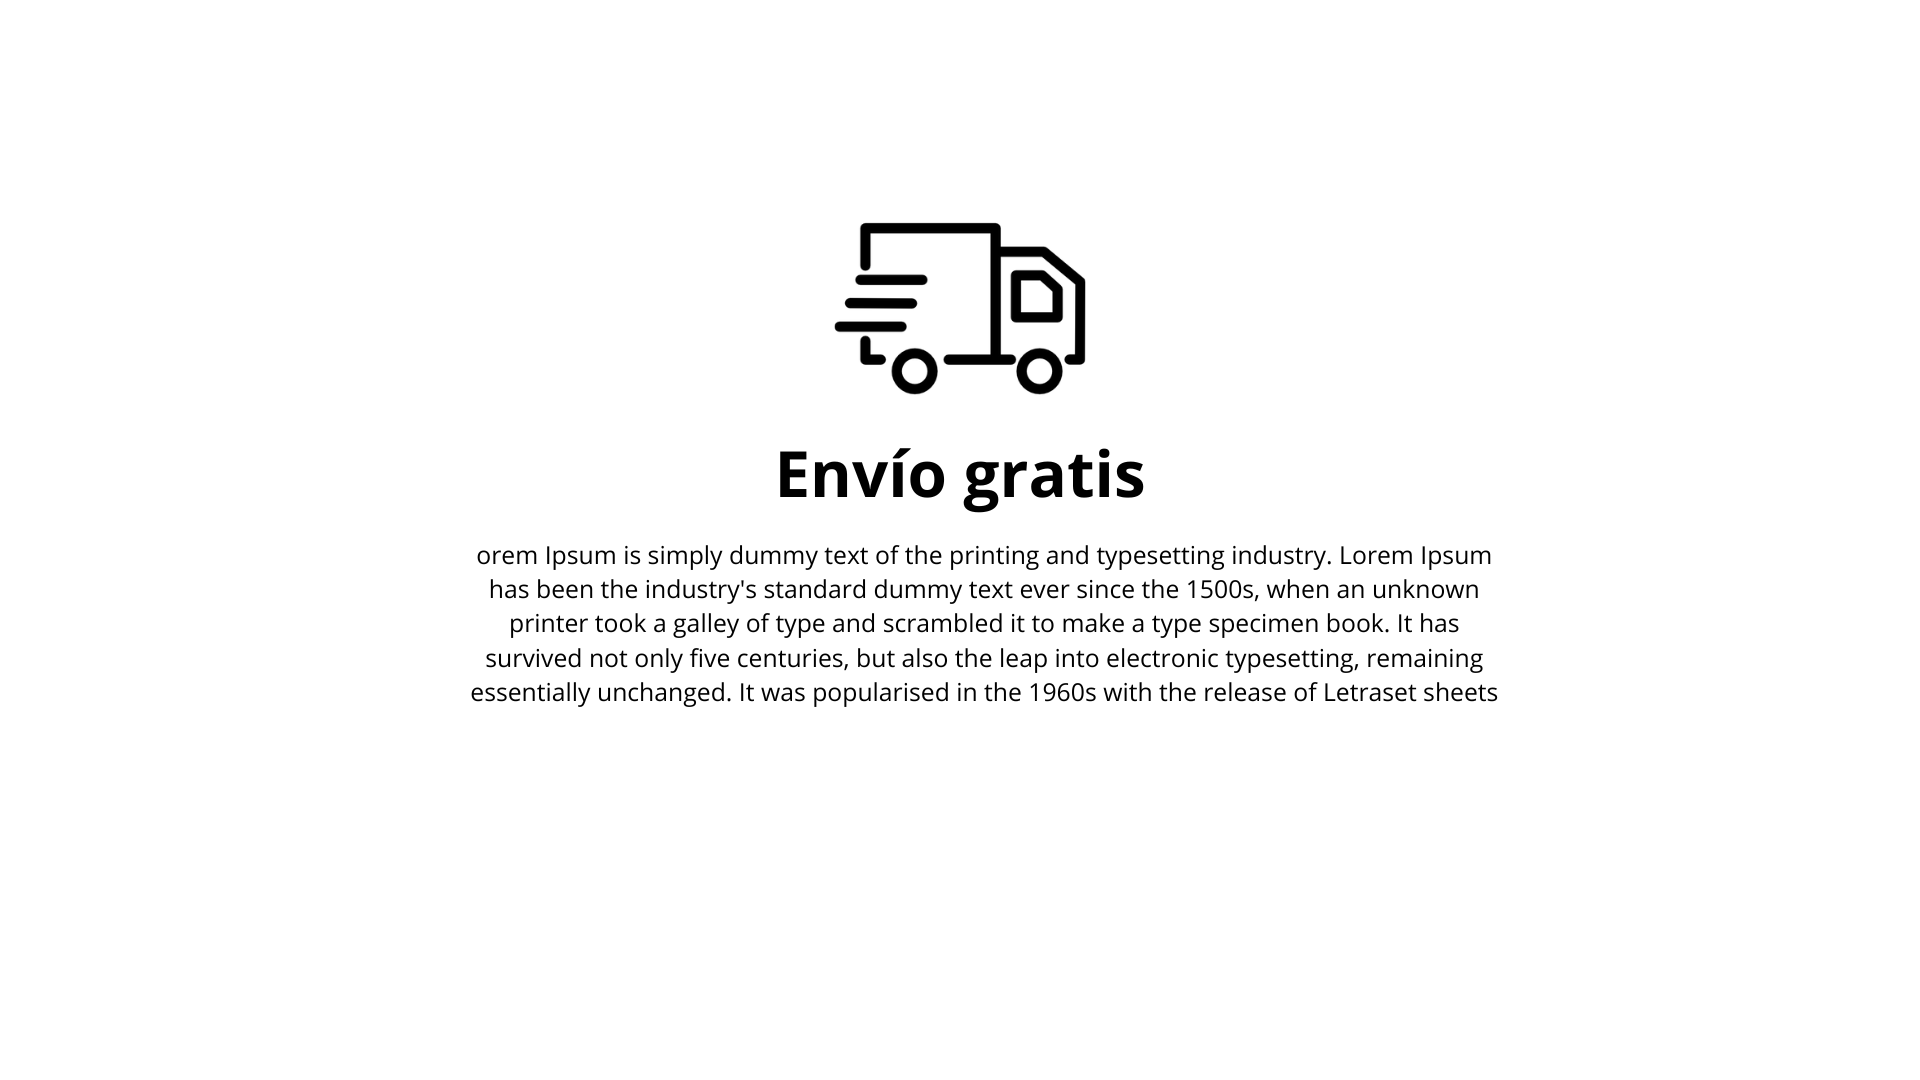 Envío gratis
orem Ipsum is simply dummy text of the printing and typesetting industry. Lorem Ipsum
has been the industry's standard dummy text ever since the 1500s, when an unknown
printer took a galley of type and scrambled it to make a type specimen book. It has
survived not only five centuries, but also the leap into electronic typesetting, remaining
essentially unchanged. It was popularised in the 1960s with the release of Letraset sheets